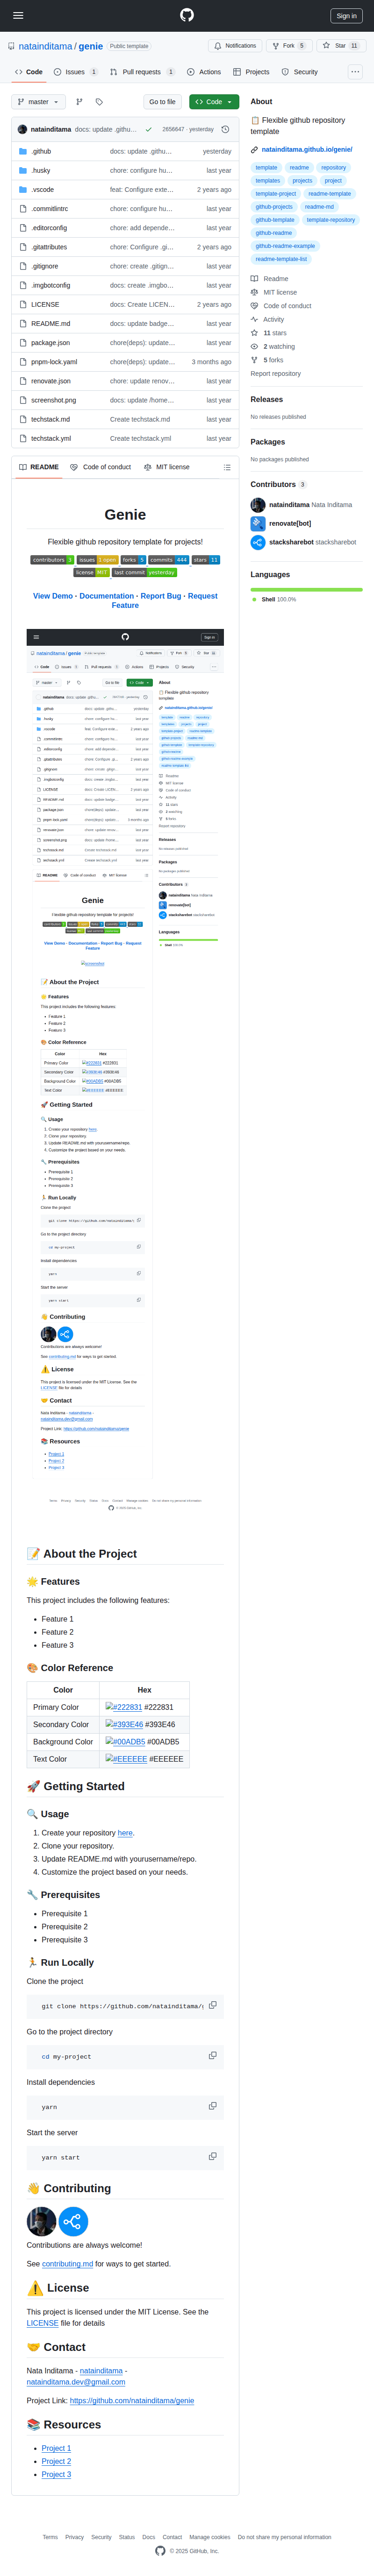 Sign in
natainditama / genie Public template
Notifications Fork 5 Star 11
Code Issues 1 Pull requests 1 Actions Projects Security
master Go to file Code
natainditama docs: update .githu… 2656647 · yesterday
.github docs: update .githu… yesterday
.husky chore: configure hu… last year
.vscode feat: Configure exte… 2 years ago
.commitlintrc chore: configure hu… last year
.editorconfig chore: add depende… last year
.gitattributes chore: Configure .gi… 2 years ago
.gitignore chore: create .gitign… last year
.imgbotconfig docs: create .imgbo… last year
LICENSE docs: Create LICEN… 2 years ago
README.md docs: update badge… last year
package.json chore(deps): update… last year
pnpm-lock.yaml chore(deps): update… 3 months ago
renovate.json chore: update renov… last year
screenshot.png docs: update /home… last year
techstack.md Create techstack.md last year
techstack.yml Create techstack.yml last year
README Code of conduct MIT license
Genie
Flexible github repository template for projects!
contributors 3 issues 1 open forks 5 commits 444 stars 11
license MIT last commit yesterday
View Demo · Documentation · Report Bug · Request
Feature
📝 About the Project
🌟 Features
This project includes the following features:
Feature 1
Feature 2
Feature 3
🎨 Color Reference
Color Hex
Primary Color #222831 #222831
Secondary Color #393E46 #393E46
Background Color #00ADB5 #00ADB5
Text Color #EEEEEE #EEEEEE
🚀 Getting Started
🔍 Usage
1. Create your repository here.
2. Clone your repository.
3. Update README.md with yourusername/repo.
4. Customize the project based on your needs.
🔧 Prerequisites
Prerequisite 1
Prerequisite 2
Prerequisite 3
🏃 Run Locally
Clone the project
git clone https://github.com/natainditama/
Go to the project directory
cd my-project
Install dependencies
yarn
Start the server
yarn start
👋 Contributing
Contributions are always welcome!
See contributing.md for ways to get started.
⚠️ License
This project is licensed under the MIT License. See the
LICENSE file for details
🤝 Contact
Nata Inditama - natainditama -
natainditama.dev@gmail.com
Project Link: https://github.com/natainditama/genie
📚 Resources
Project 1
Project 2
Project 3
About
📋 Flexible github repository
template
natainditama.github.io/genie/
template readme repository
templates projects project
template-project readme-template
github-projects readme-md
github-template template-repository
github-readme
github-readme-example
readme-template-list
Readme
MIT license
Code of conduct
Activity
11 stars
2 watching
5 forks
Report repository
Releases
No releases published
Packages
No packages published
Contributors 3
natainditama Nata Inditama
renovate[bot]
stacksharebot stacksharebot
Languages
Shell 100.0%
Terms Privacy Security Status Docs Contact Manage cookies Do not share my personal information
© 2025 GitHub, Inc.